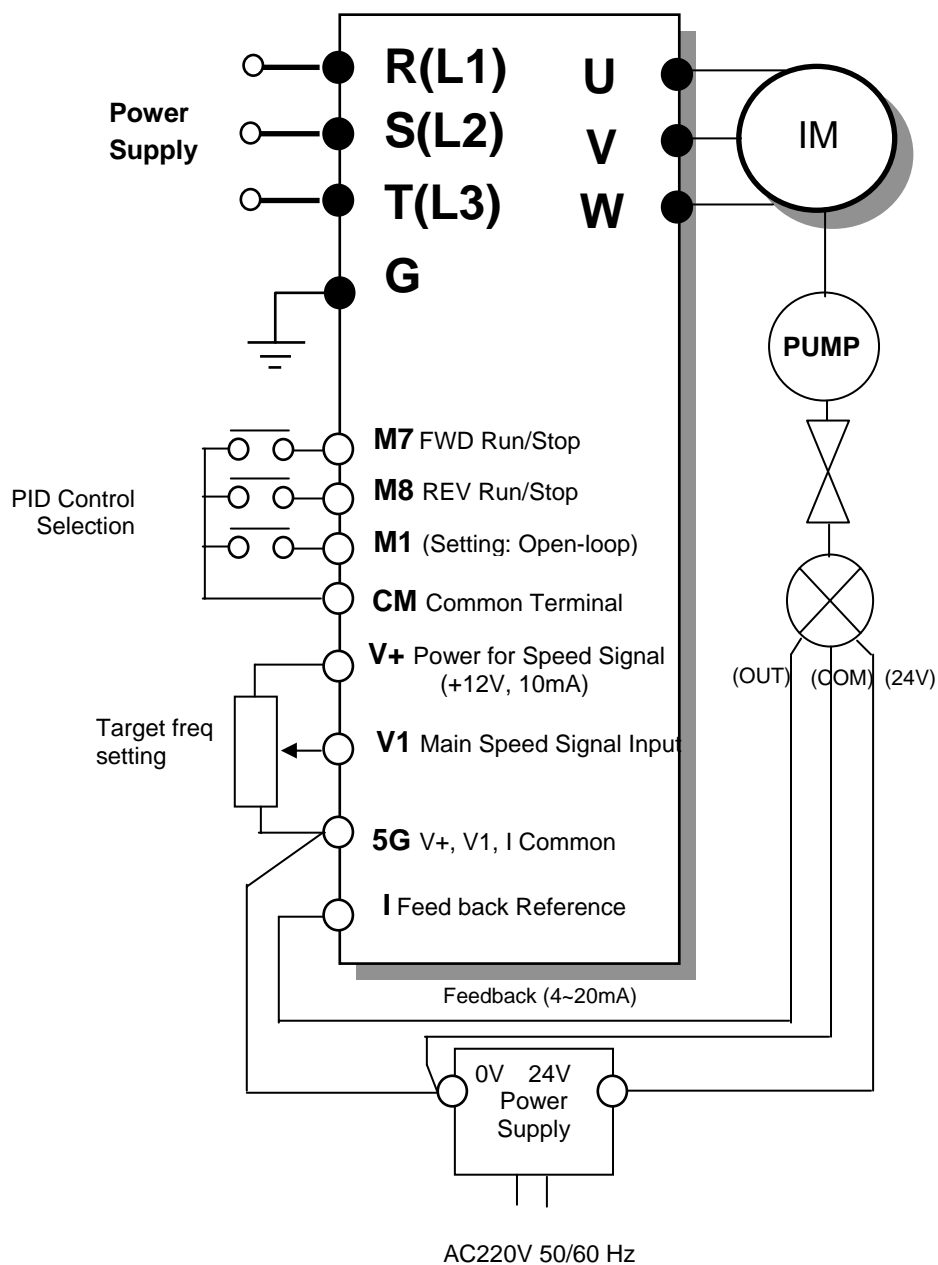 R(L1)
U
IM
Power
Supply
S(L2)
V
T(L3)
W
G
PUMP
M7 FWD Run/Stop
M8 REV Run/Stop
PID Control
Selection
M1 (Setting: Open-loop)
CM Common Terminal
V+ Power for Speed Signal
(+12V, 10mA)
(OUT) (COM) (24V)
Target freq
setting
V1 Main Speed Signal Input
5G V+, V1, I Common
I Feed back Reference
Feedback (4~20mA)
0V 24V
Power
Supply
AC220V 50/60 Hz